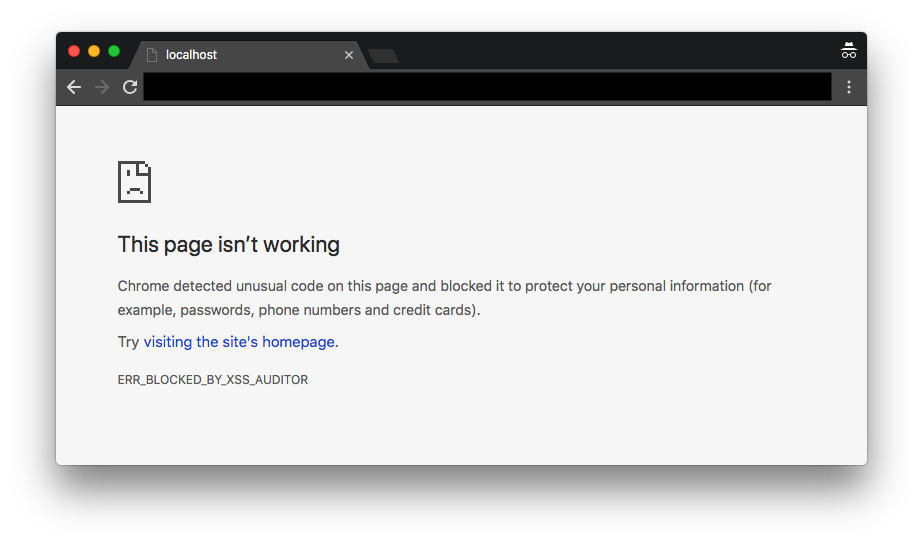 localhost
This page isn’t working
Chrome detected unusual code on this page and blocked it to protect your personal information (for
example, passwords, phone numbers and credit cards).
Try visiting the site's homepage.
ERR_BLOCKED_BY_XSS_AUDITOR